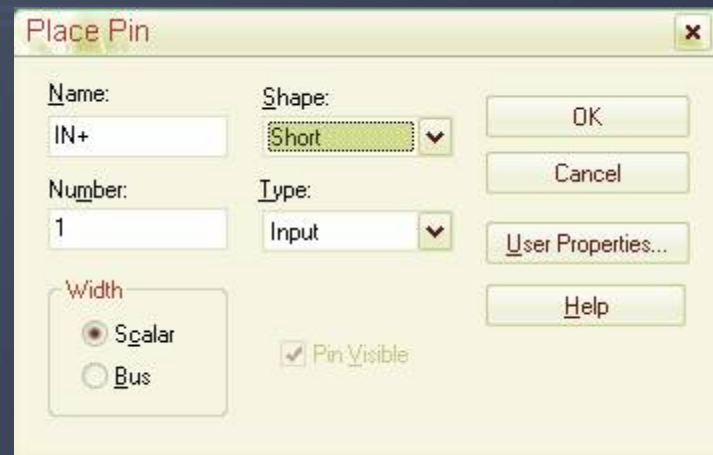 Place Pin
Name:
IN+
Shape:
Short
OK
Cancel
Number:
1
Type:
Input
User Properties...
Width
Scalar
Bus
Pin Visible
Help